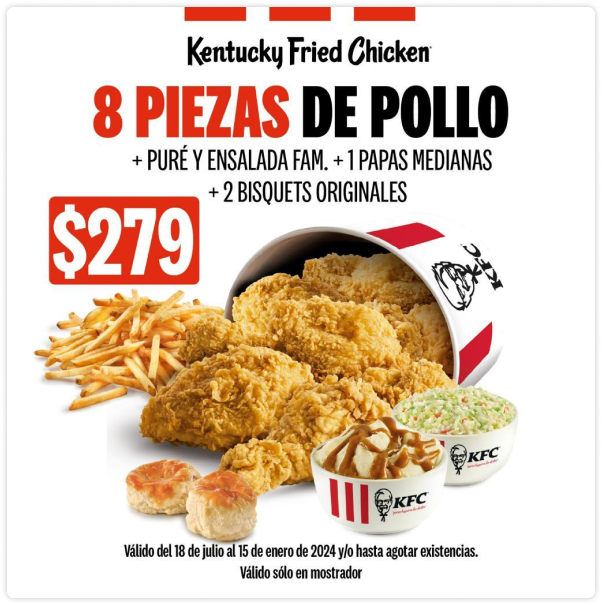 Kentucky Fried Chicken
8 PIEZAS DE POLLO
+ PURÉ Y ENSALADA FAM. + 1 PAPAS MEDIANAS
+ 2 BISQUETS ORIGINALES
$279
KFC
KFC
KFC
Válido del 18 de julio al 15 de enero de 2024 y/o hasta agotar existencias.
Válido sólo en mostrador